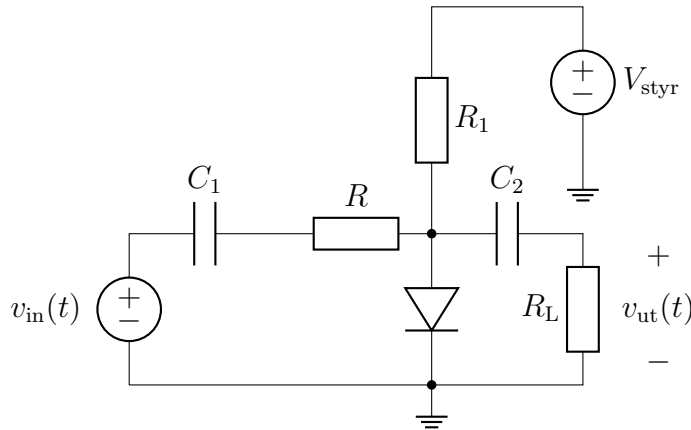 +
−
V_styr
R_1
C_1
R
C_2
+
−
v_in(t)
R_L
+
v_ut(t)
−